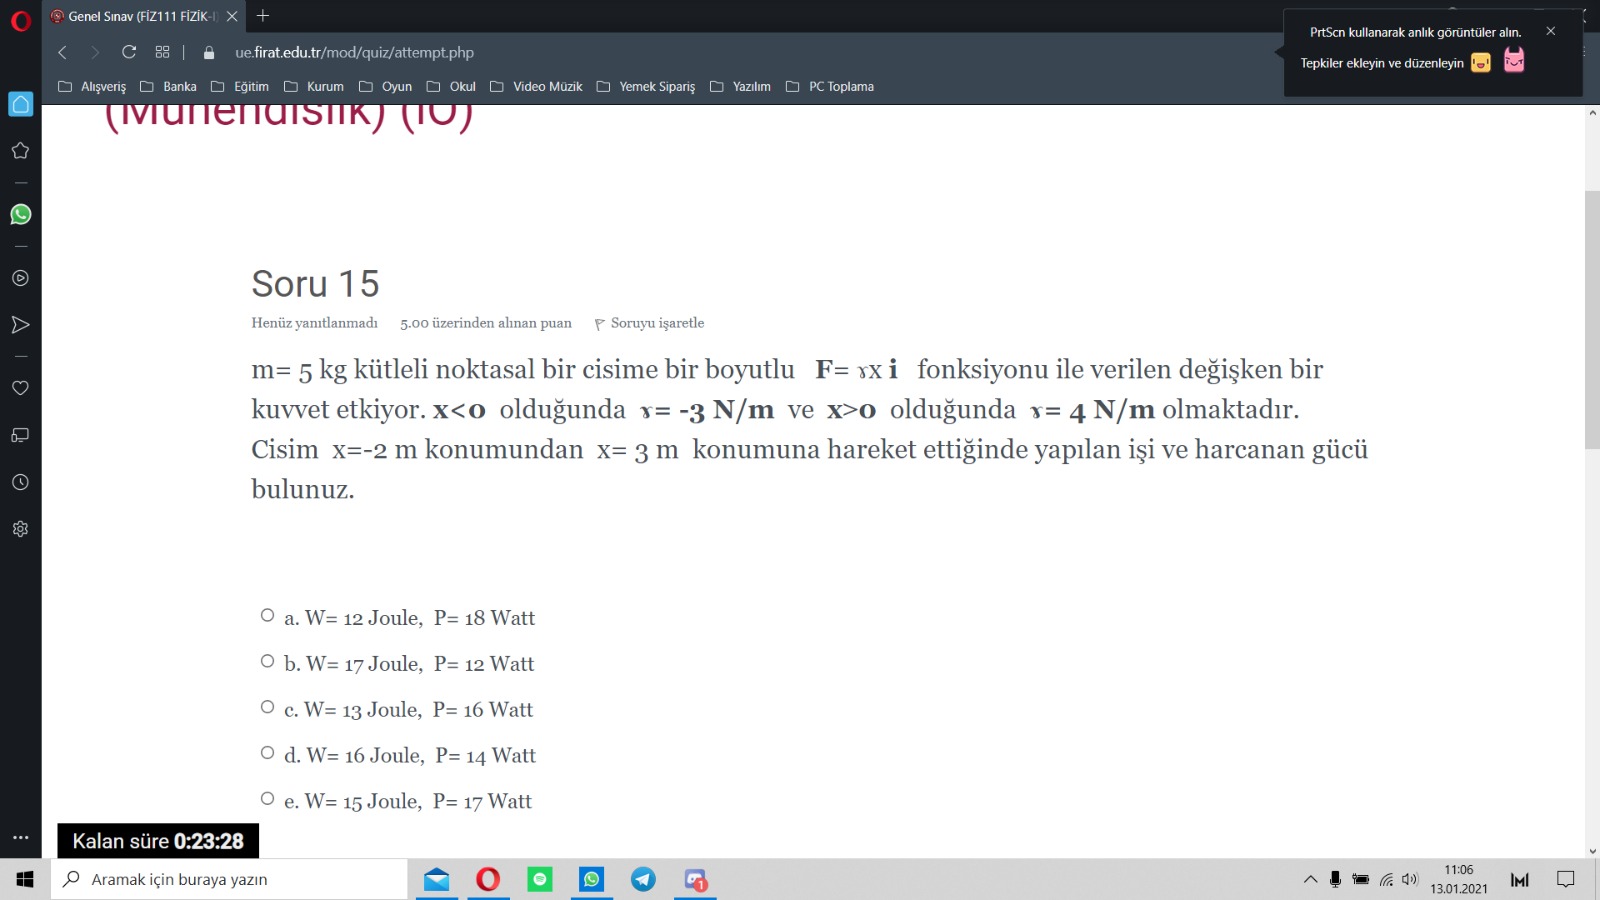 Genel Sınav (FİZ111 FİZİK-I)
PrtScn kullanarak anlık görüntüler alın.
Tepkiler ekleyin ve düzenleyin
ue.firat.edu.tr/mod/quiz/attempt.php
Alışveriş Banka Eğitim Kurum Oyun Okul Video Müzik Yemek Sipariş Yazılım PC Toplama
(Mühendislik) (İÖ)
Soru 15
Henüz yanıtlanmadı 5.00 üzerinden alınan puan Soruyu işaretle
m= 5 kg kütleli noktasal bir cisime bir boyutlu F= ɤx i fonksiyonu ile verilen değişken bir
kuvvet etkiyor. x<0 olduğunda ɤ= -3 N/m ve x>0 olduğunda ɤ= 4 N/m olmaktadır.
Cisim x=-2 m konumundan x= 3 m konumuna hareket ettiğinde yapılan işi ve harcanan gücü
bulunuz.
a. W= 12 Joule, P= 18 Watt
b. W= 17 Joule, P= 12 Watt
c. W= 13 Joule, P= 16 Watt
d. W= 16 Joule, P= 14 Watt
e. W= 15 Joule, P= 17 Watt
Kalan süre 0:23:28
Aramak için buraya yazın
1
11:06
13.01.2021